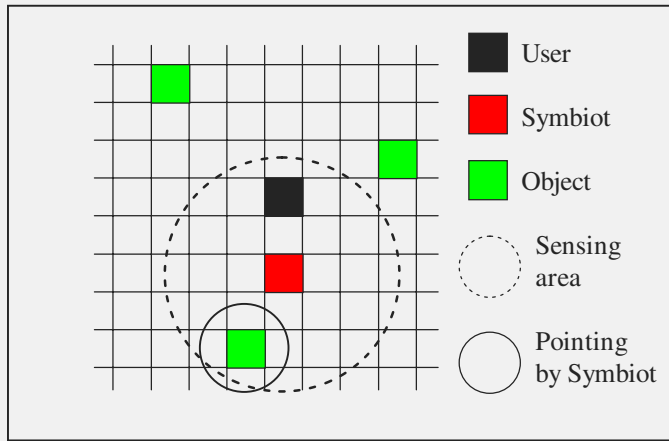 User
Symbiot
Object
Sensing
area
Pointing
by Symbiot